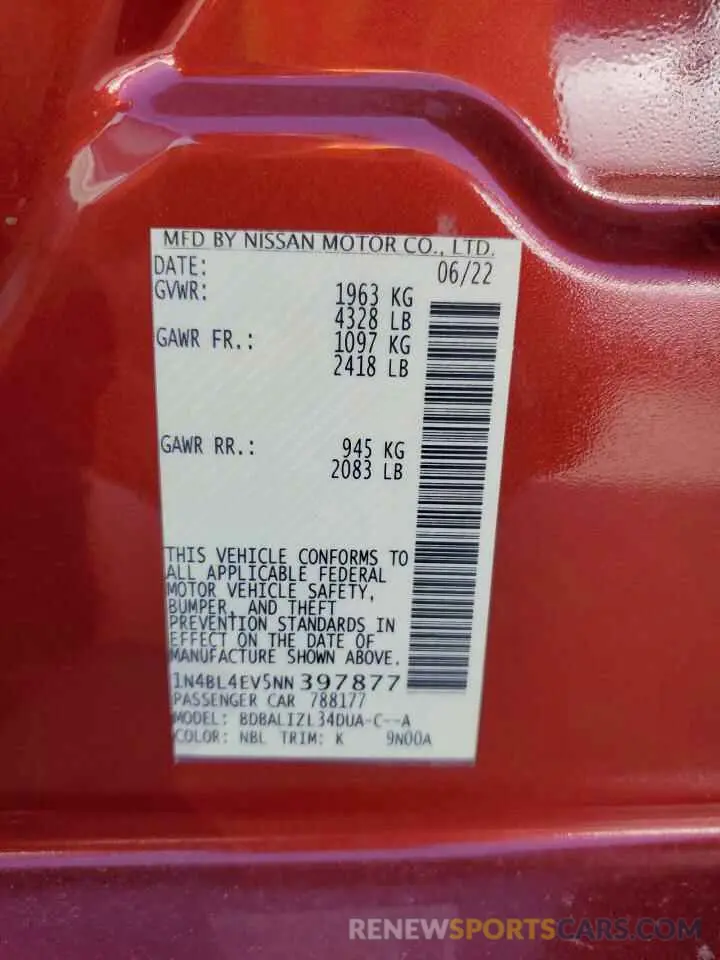 MFD BY NISSAN MOTOR CO., LTD.
DATE: 06/22
GVWR: 1963 KG
4328 LB
GAWR FR.: 1097 KG
2418 LB
GAWR RR.: 945 KG
2083 LB
THIS VEHICLE CONFORMS TO
ALL APPLICABLE FEDERAL
MOTOR VEHICLE SAFETY,
BUMPER, AND THEFT
PREVENTION STANDARDS IN
EFFECT ON THE DATE OF
MANUFACTURE SHOWN ABOVE.
1N4BL4EV5NN397877
PASSENGER CAR 788177
MODEL: BDBALIZL34DUA-C--A
COLOR: NBL TRIM: K 9N00A
RENEWSPORTSCARS.COM